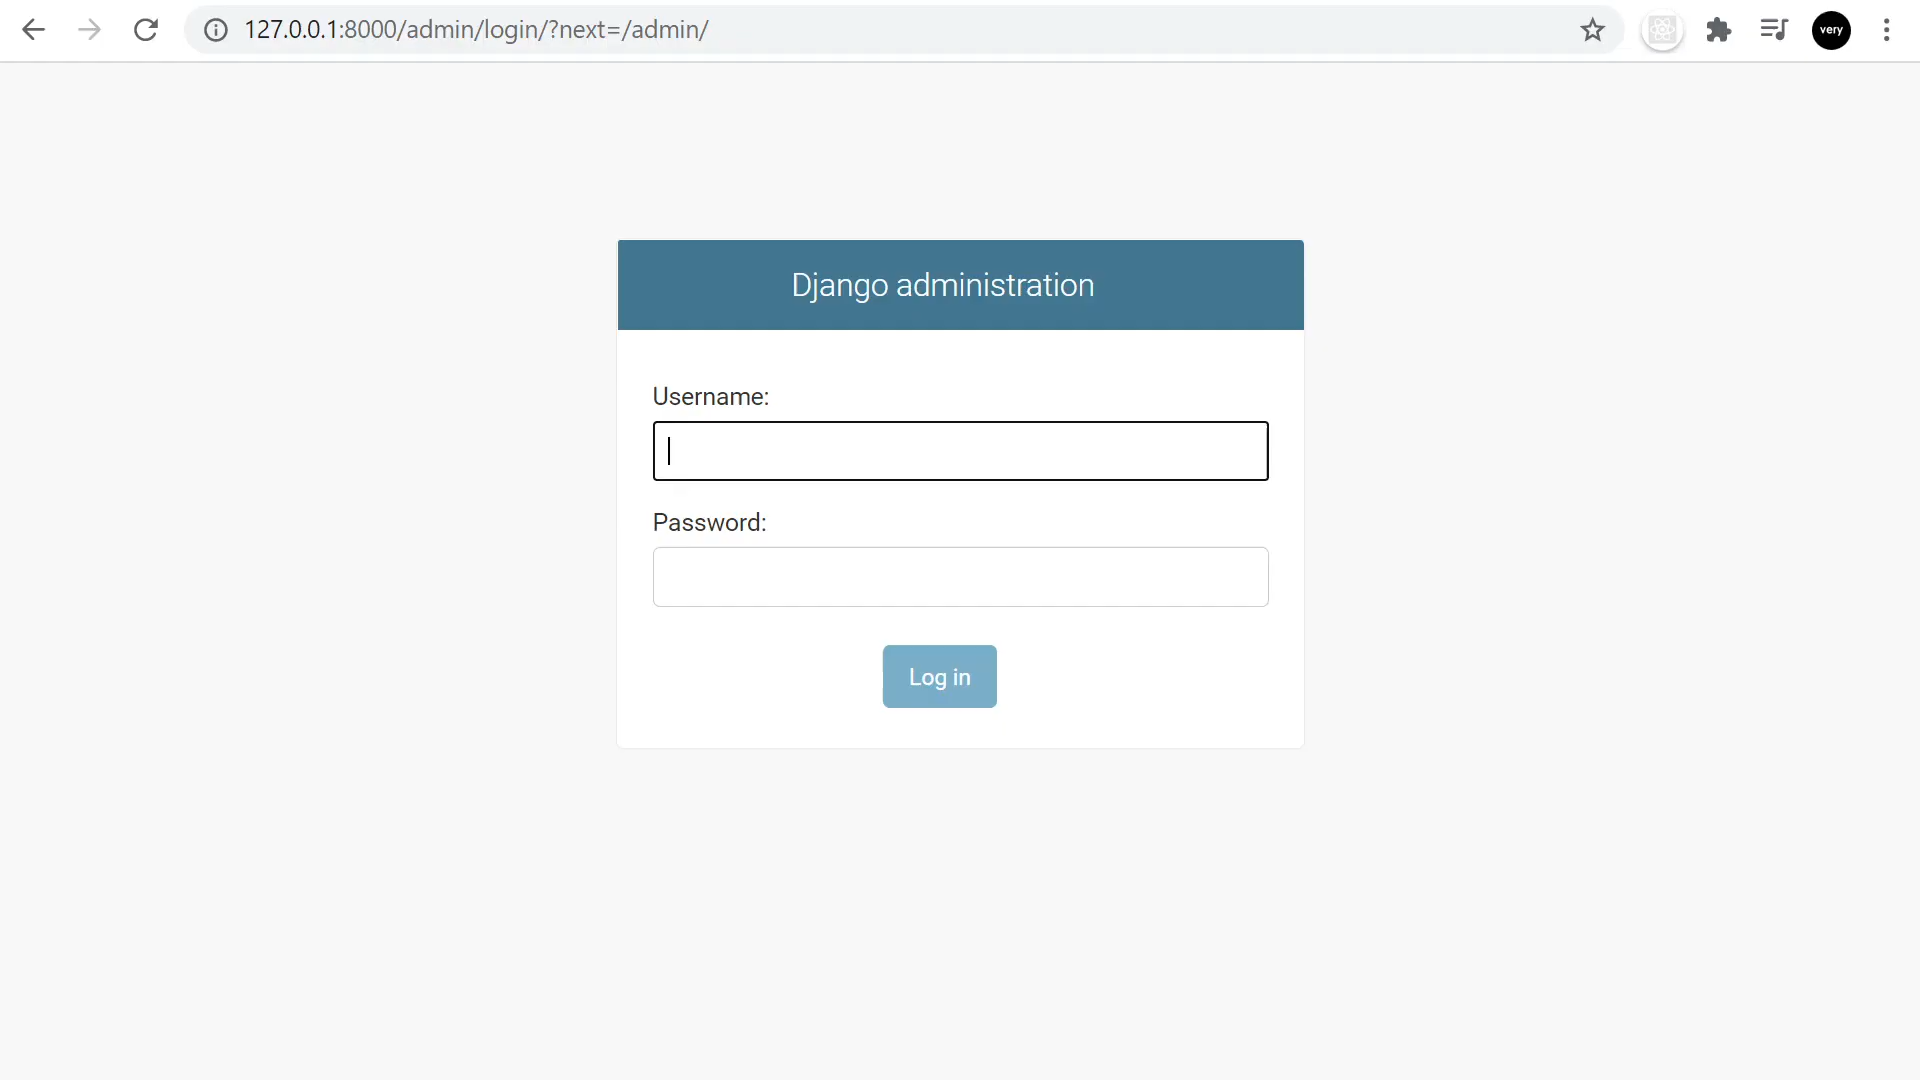 127.0.0.1:8000/admin/login/?next=/admin/
very
Django administration
Username:
Password:
Log in